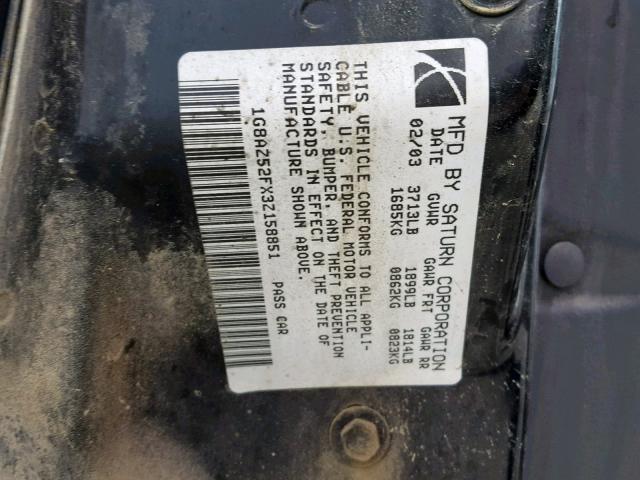 MFD BY SATURN CORPORATION
DATE GVWR GAWR FRT GAWR RR
02/03 3713LB 1899LB 1814LB
1685KG 0862KG 0823KG
THIS VEHICLE CONFORMS TO ALL APPLI-
CABLE U.S. FEDERAL MOTOR VEHICLE
SAFETY, BUMPER, AND THEFT PREVENTION
STANDARDS IN EFFECT ON THE DATE OF
MANUFACTURE SHOWN ABOVE.
1G8AZ52FX3Z158851 PASS CAR